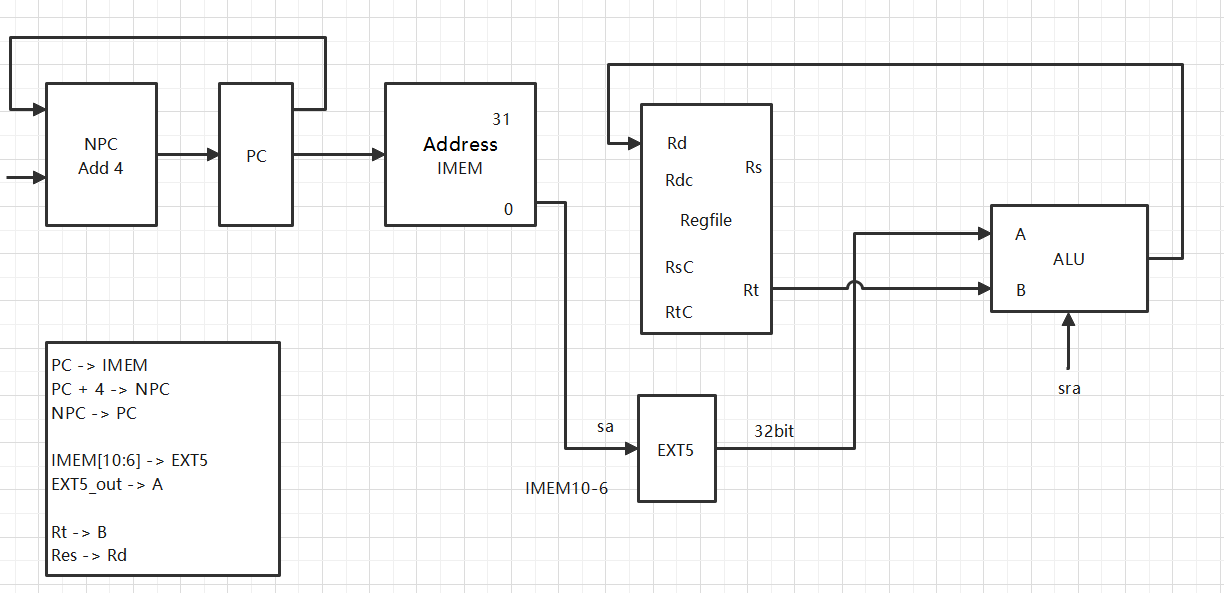 NPC
Add 4
PC
31
Address
IMEM
0
Rd
Rs
Rdc
Regfile
RsC
Rt
RtC
A
ALU
B
sra
sa
EXT5
32bit
IMEM10-6
PC -> IMEM
PC + 4 -> NPC
NPC -> PC
IMEM[10:6] -> EXT5
EXT5_out -> A
Rt -> B
Res -> Rd